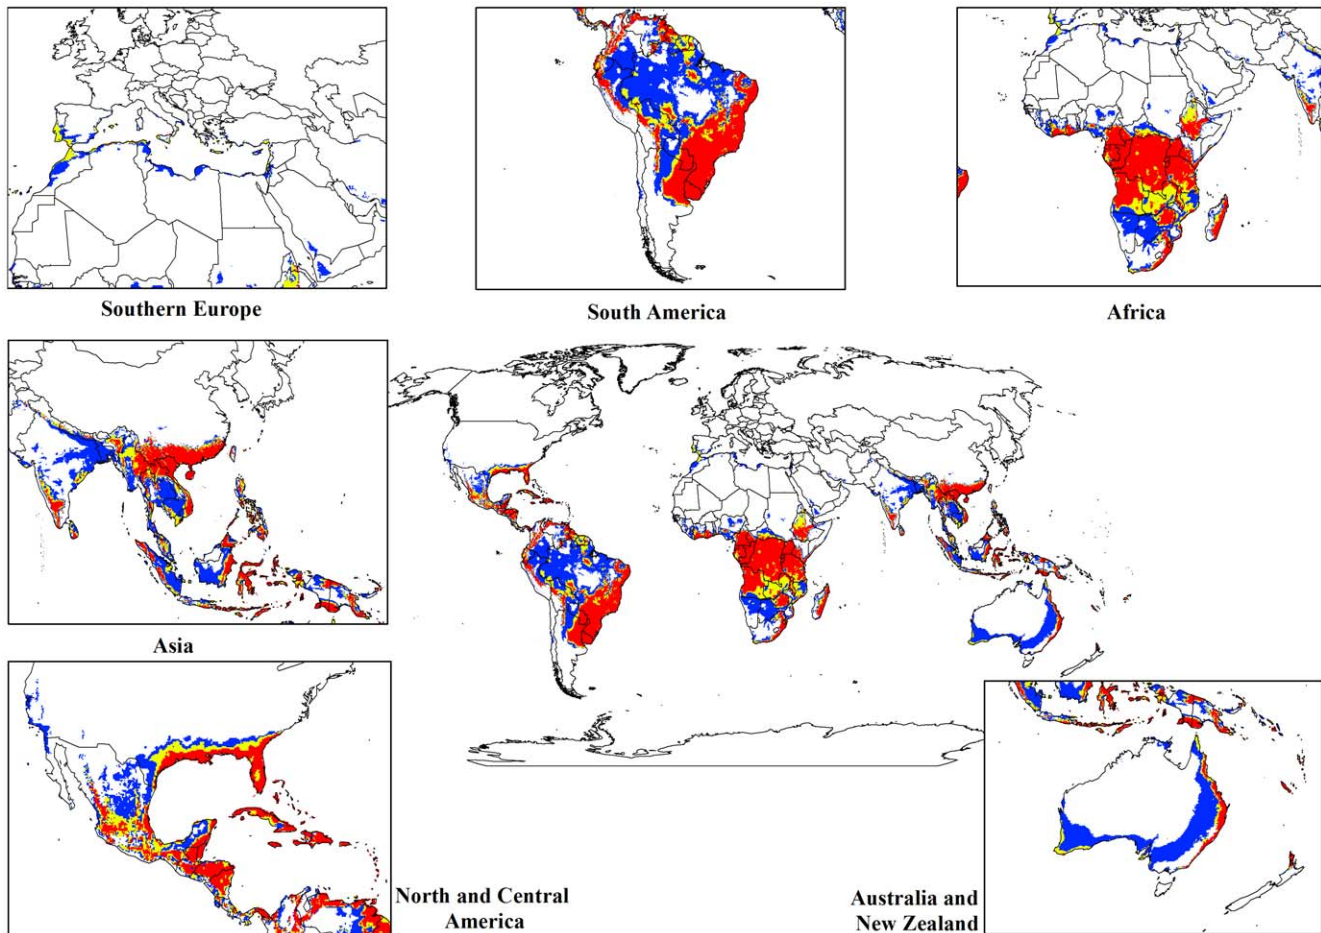 Southern Europe
South America
Africa
Asia
North and Central
America
Australia and
New Zealand